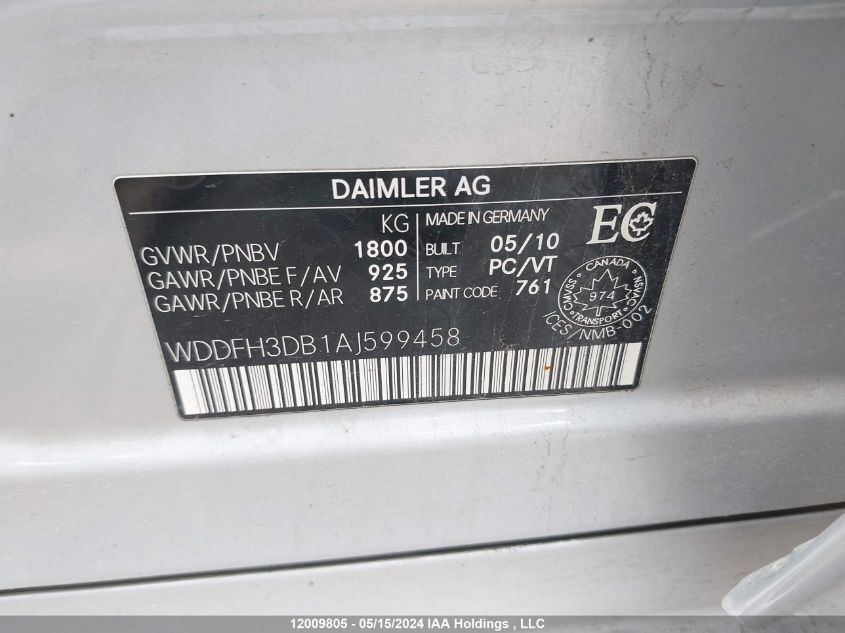 DAIMLER AG
KG
GVWR/PNBV 1800
GAWR/PNBE F/AV 925
GAWR/PNBE R/AR 875
MADE IN GERMANY
BUILT 05/10
TYPE PC/VT
PAINT CODE 761
EC
CANADA
CMVSS 974 NSVAC
TRANSPORT
ICES/NMB-002
WDDFH3DB1AJ599458
12009805 - 05/15/2024 IAA Holdings , LLC